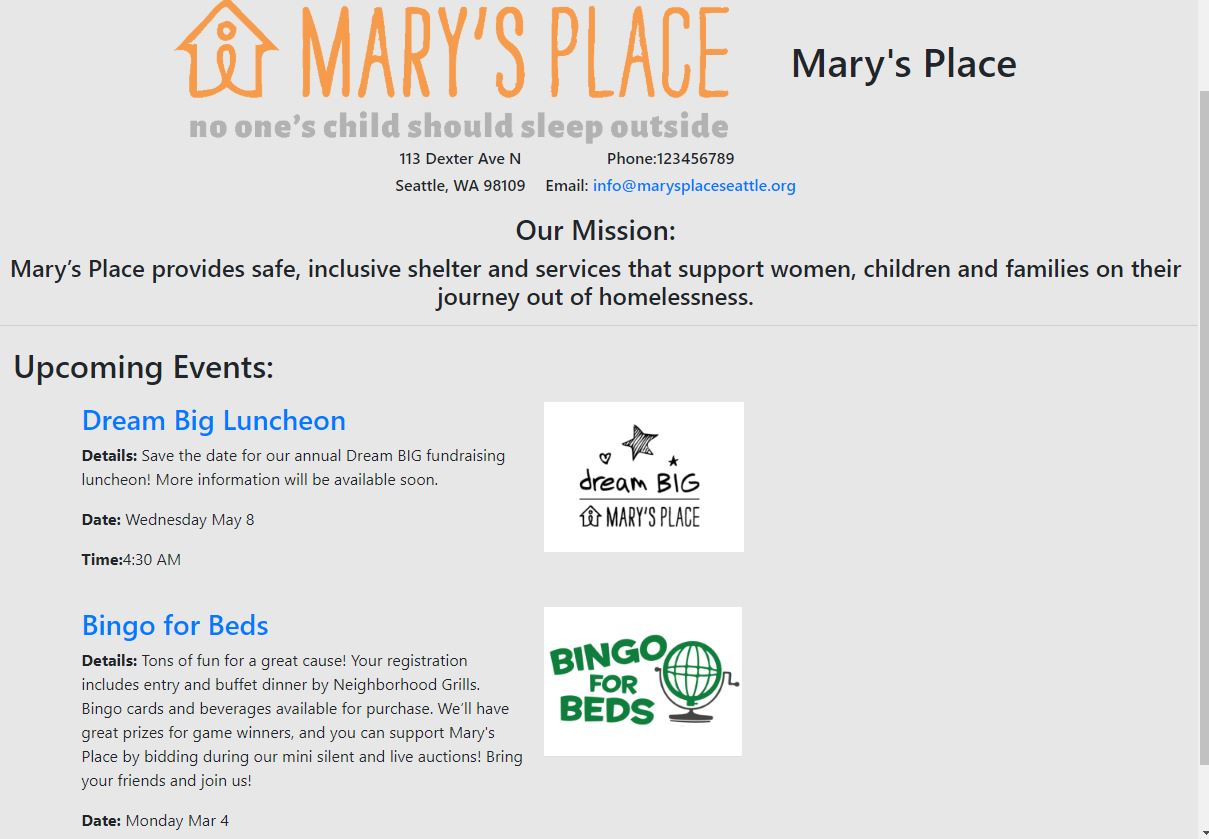 MARY'S PLACE
no one's child should sleep outside
Mary's Place
113 Dexter Ave N
Seattle, WA 98109
Phone:123456789
Email: info@marysplaceseattle.org
Our Mission:
Mary’s Place provides safe, inclusive shelter and services that support women, children and families on their
journey out of homelessness.
Upcoming Events:
Dream Big Luncheon
Details: Save the date for our annual Dream BIG fundraising
luncheon! More information will be available soon.
Date: Wednesday May 8
Time:4:30 AM
dream BIG
MARY'S PLACE
Bingo for Beds
Details: Tons of fun for a great cause! Your registration
includes entry and buffet dinner by Neighborhood Grills.
Bingo cards and beverages available for purchase. We’ll have
great prizes for game winners, and you can support Mary's
Place by bidding during our mini silent and live auctions! Bring
your friends and join us!
Date: Monday Mar 4
BINGO
FOR
BEDS